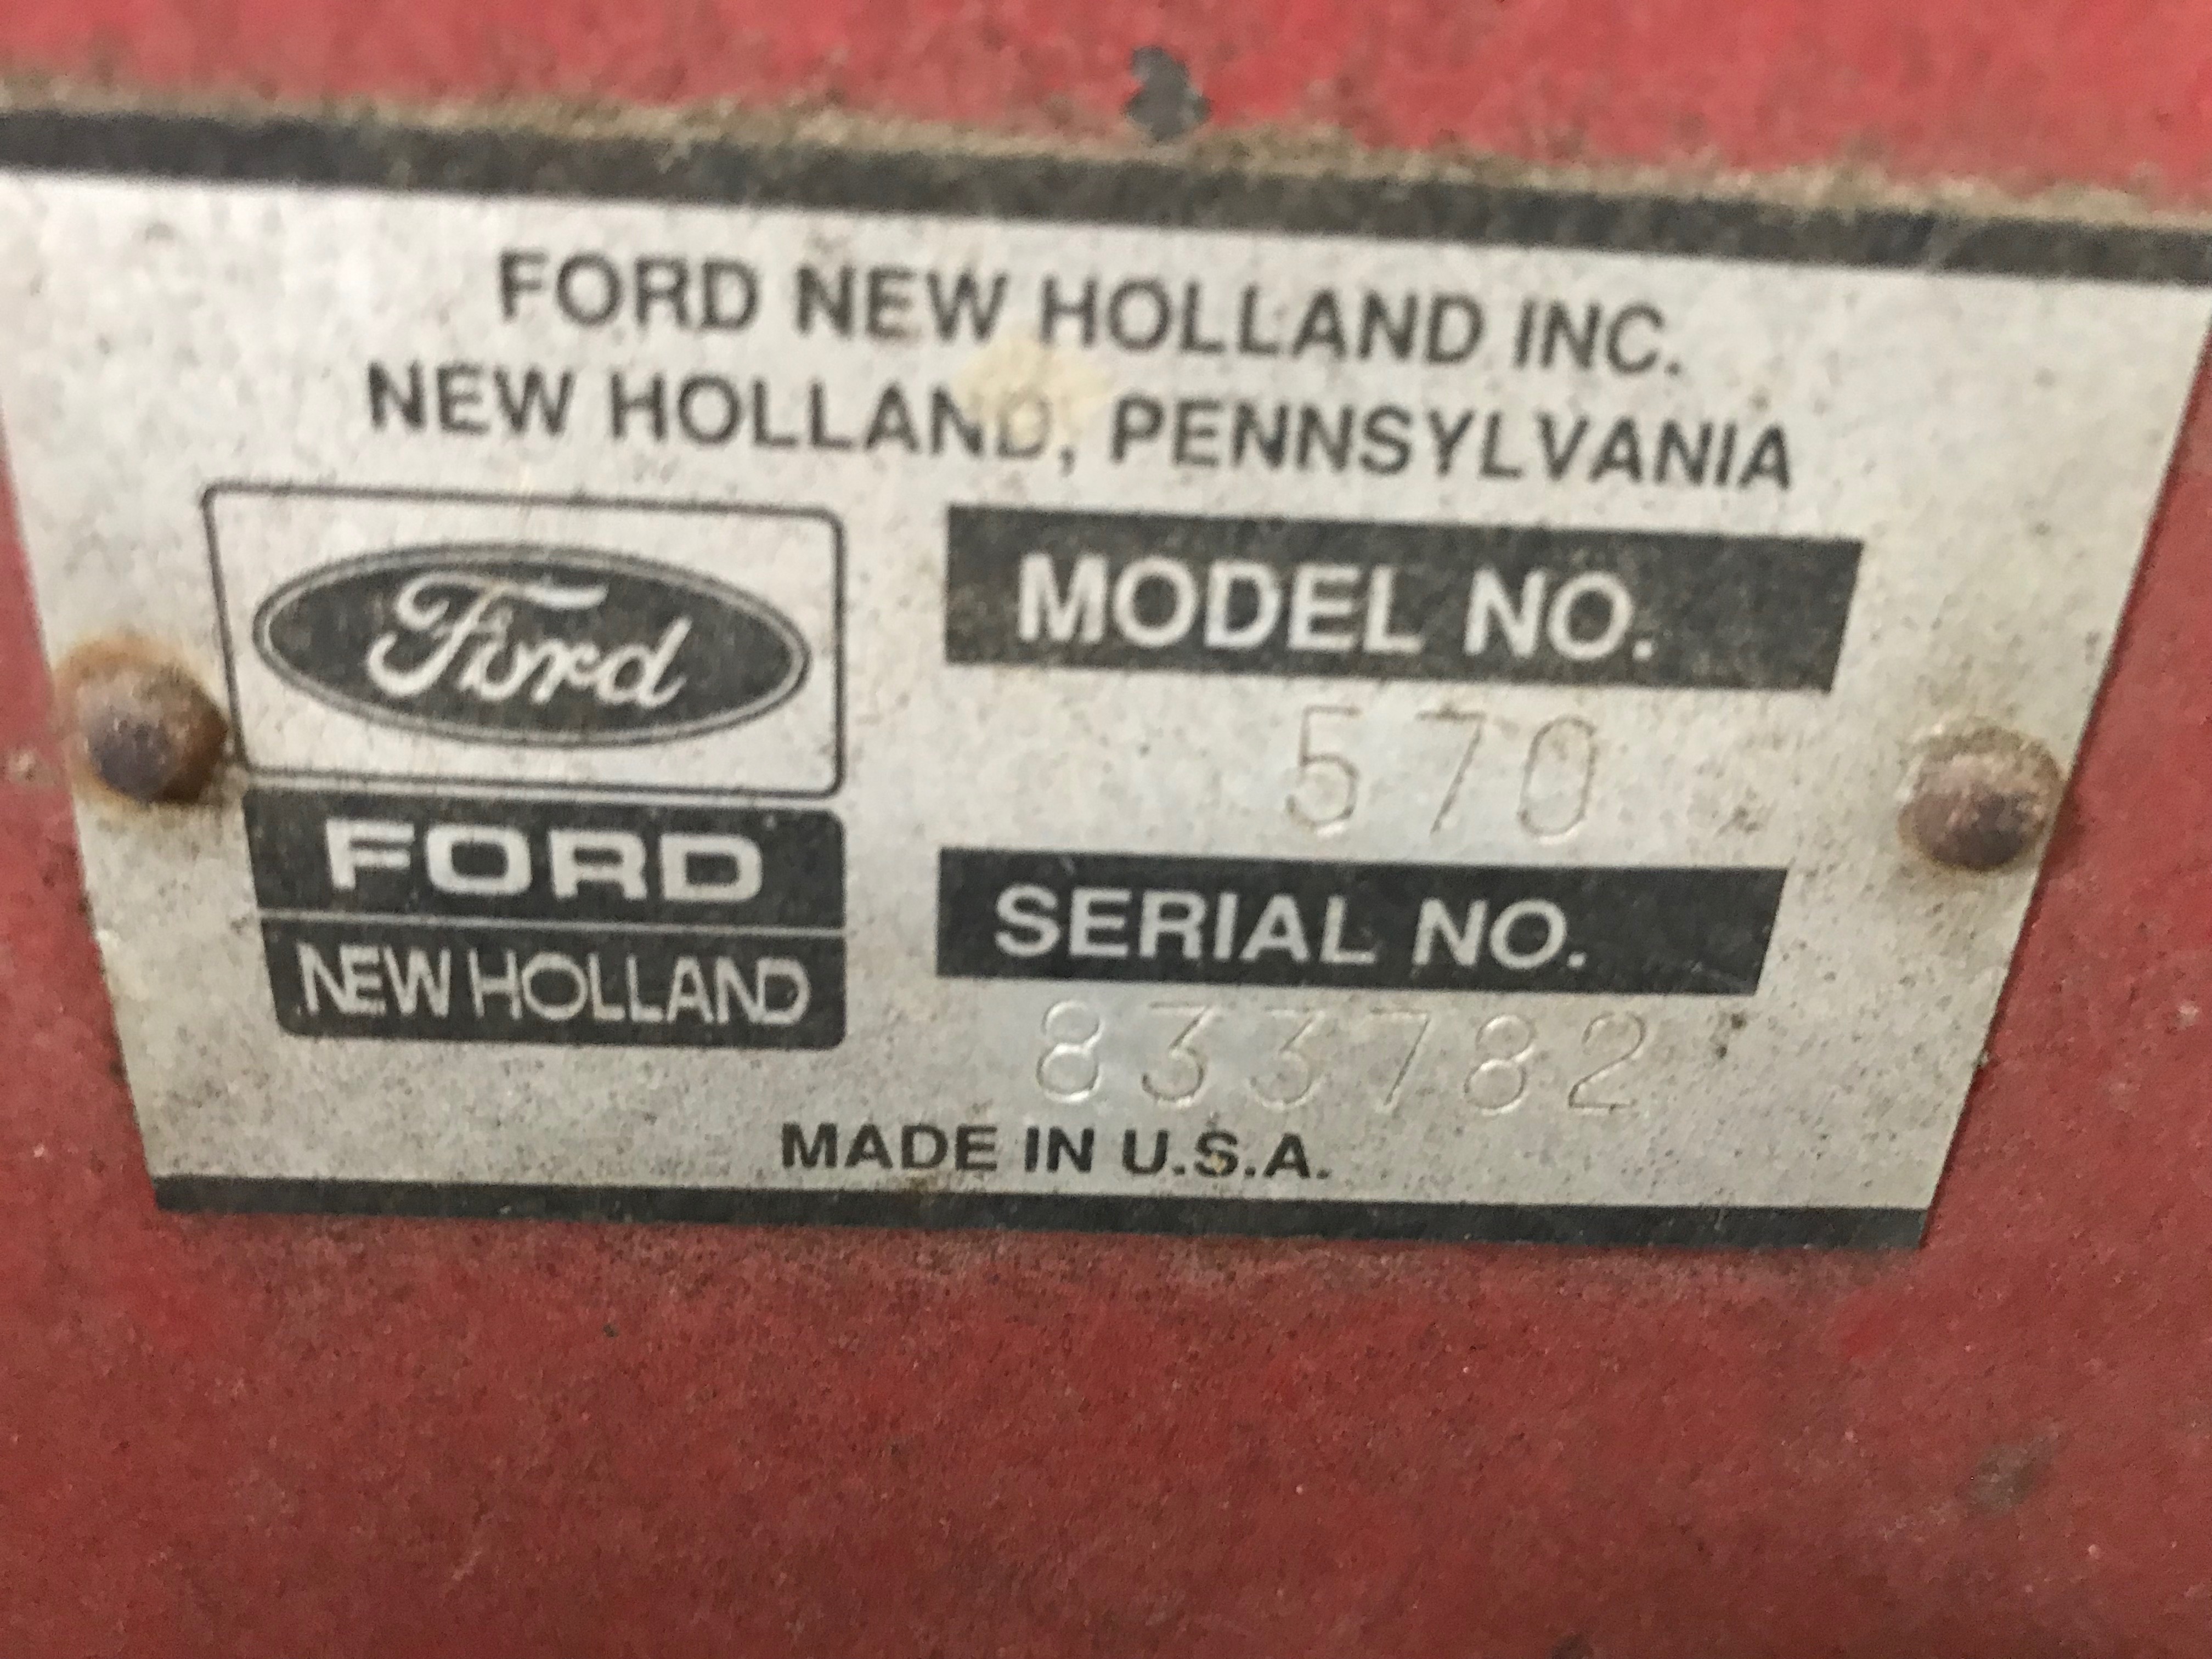 FORD NEW HOLLAND INC.
NEW HOLLAND, PENNSYLVANIA
Ford
FORD
NEW HOLLAND
MODEL NO.
570
SERIAL NO.
833782
MADE IN U.S.A.